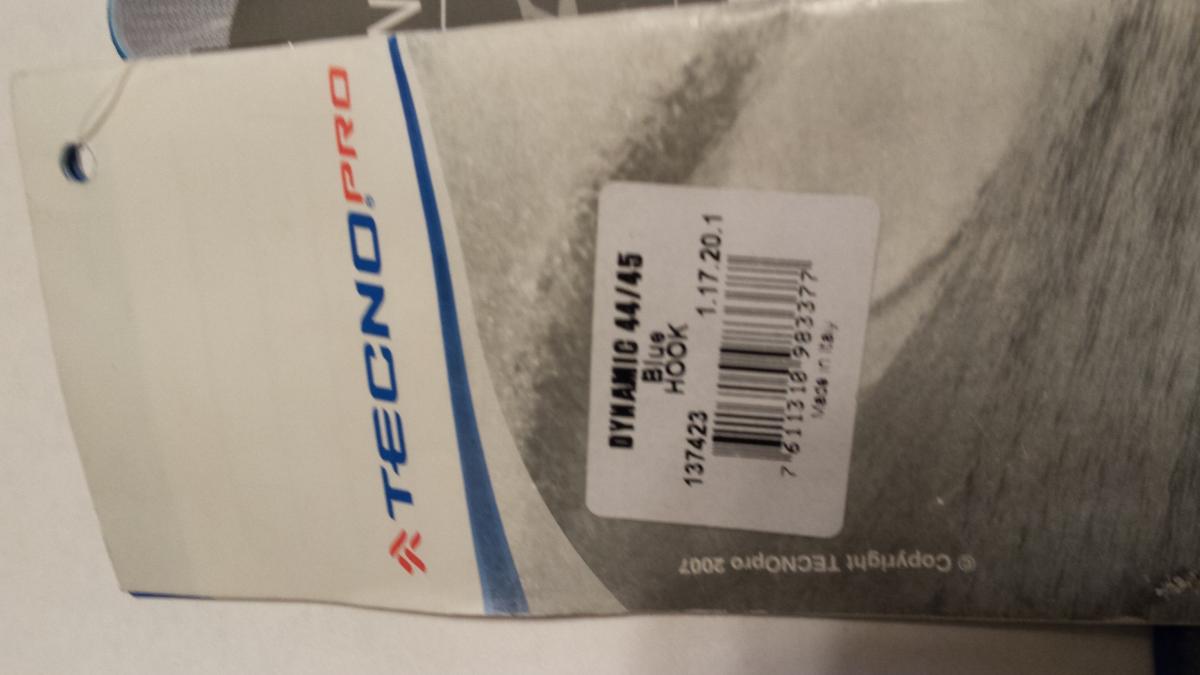 TECNOPRO
DYNAMIC 44/45
Blue
HOOK
137423 1.17.20.1
7 611318 983377
Made in Italy
© Copyright TECNOpro 2007